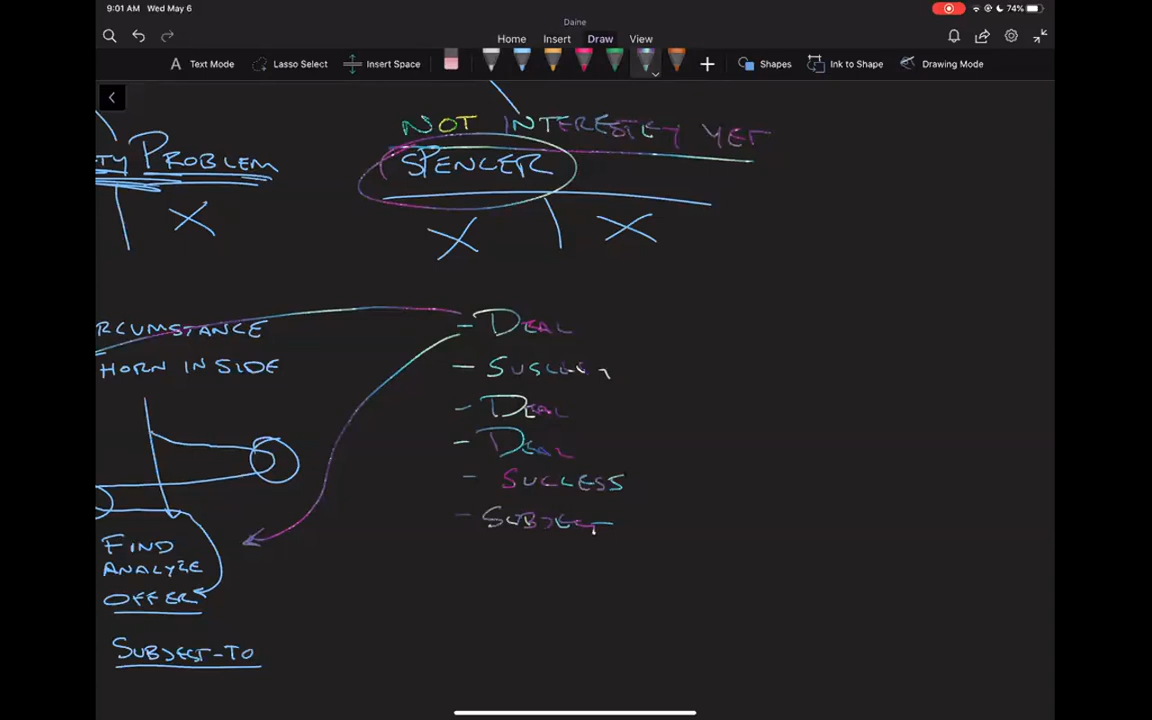 9:01 AM Wed May 6
74%
Daine
Home Insert Draw View
Text Mode Lasso Select Insert Space Shapes Ink to Shape Drawing Mode
NOT INTERESTEY YET
TY PROBLEM
SPENCER
X X X
RCUMSTANCE
HORN IN SIDE
- DEAL
- SUSCEE
- DEAL
- DEAL
- SUCCESS
- SUBJECT
FIND
ANALYZE
OFFER
SUBJECT-TO